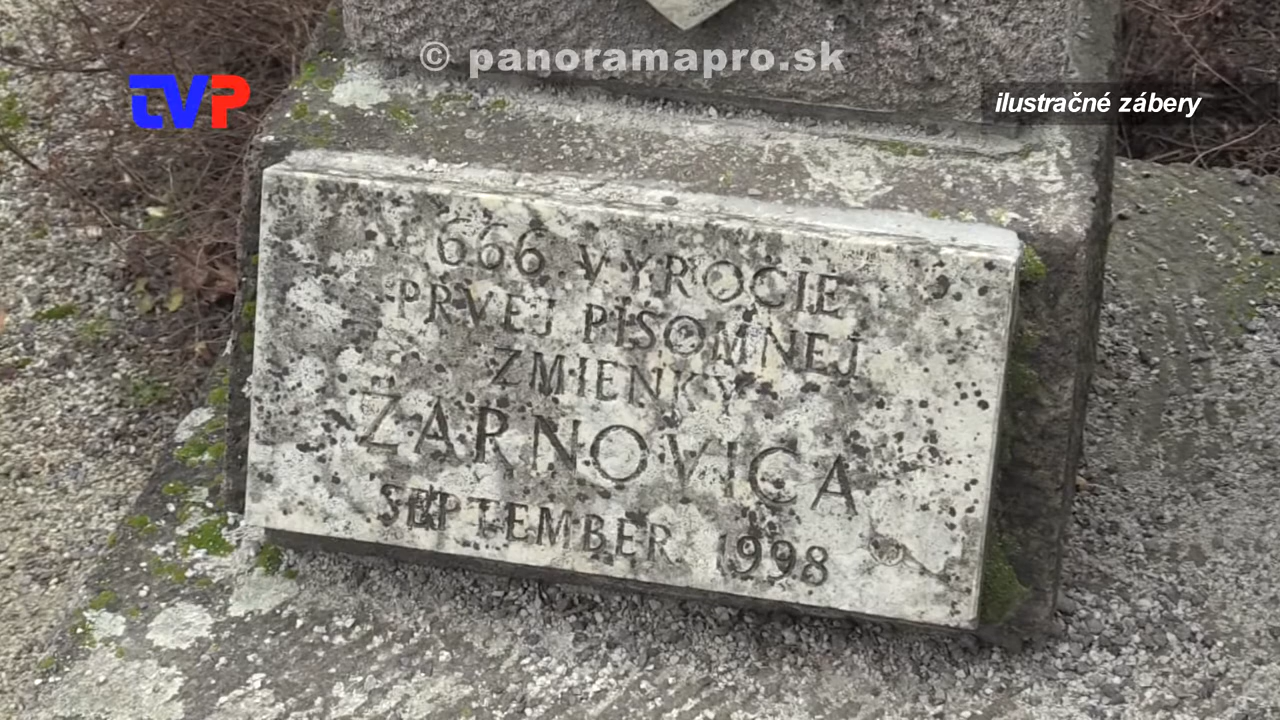 © panoramapro.sk
TVP
ilustračné zábery
666 VÝROČIE
PRVEJ PÍSOMNEJ
ZMIENKY
ŽARNOVICA
SEPTEMBER 1998